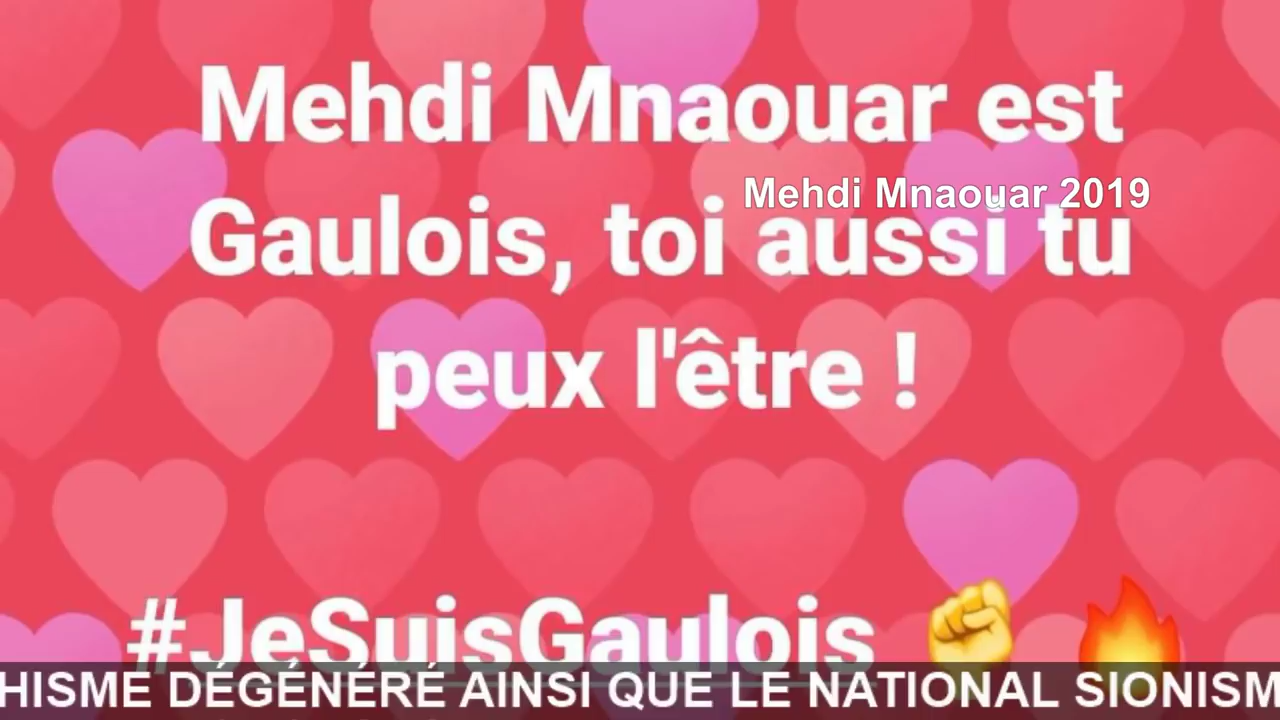 Mehdi Mnaouar est
Mehdi Mnaouar 2019
Gaulois, toi aussi tu
peux l'être !
#JeSuisGaulois ✊ 🔥
HISME DÉGÉNÉRÉ AINSI QUE LE NATIONAL SIONISM